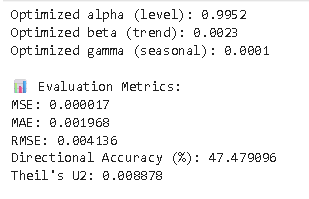 Optimized alpha (level): 0.9952
Optimized beta (trend): 0.0023
Optimized gamma (seasonal): 0.0001
📊 Evaluation Metrics:
MSE: 0.000017
MAE: 0.001968
RMSE: 0.004136
Directional Accuracy (%): 47.479096
Theil's U2: 0.008878